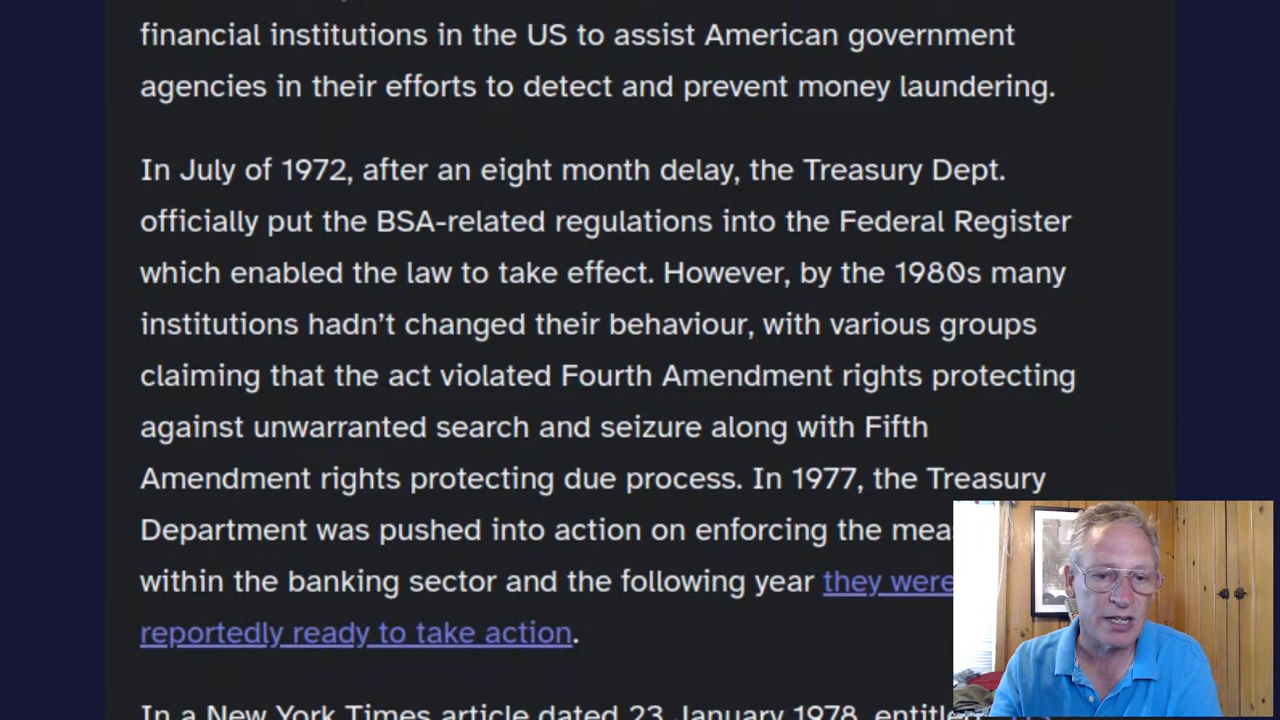 financial institutions in the US to assist American government
agencies in their efforts to detect and prevent money laundering.
In July of 1972, after an eight month delay, the Treasury Dept.
officially put the BSA-related regulations into the Federal Register
which enabled the law to take effect. However, by the 1980s many
institutions hadn’t changed their behaviour, with various groups
claiming that the act violated Fourth Amendment rights protecting
against unwarranted search and seizure along with Fifth
Amendment rights protecting due process. In 1977, the Treasury
Department was pushed into action on enforcing the mea
within the banking sector and the following year they were
reportedly ready to take action.
In a New York Times article dated 23 January 1978,